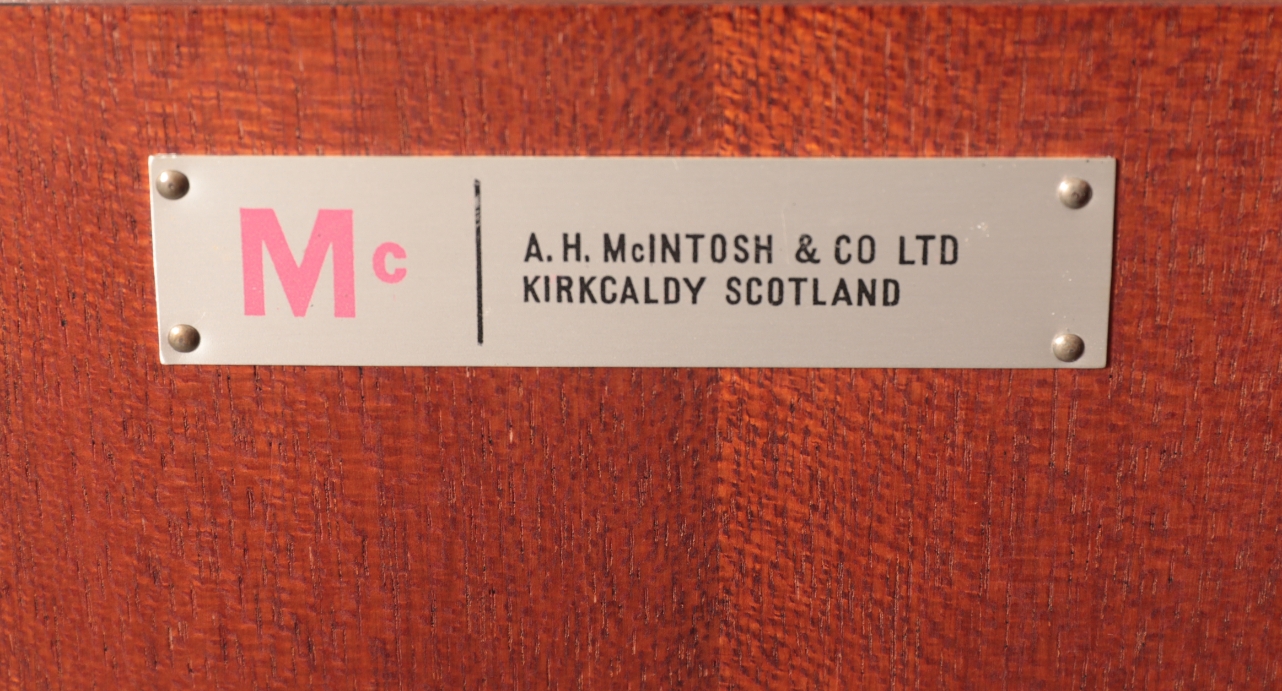 Mc
A. H. McINTOSH & CO LTD
KIRKCALDY SCOTLAND